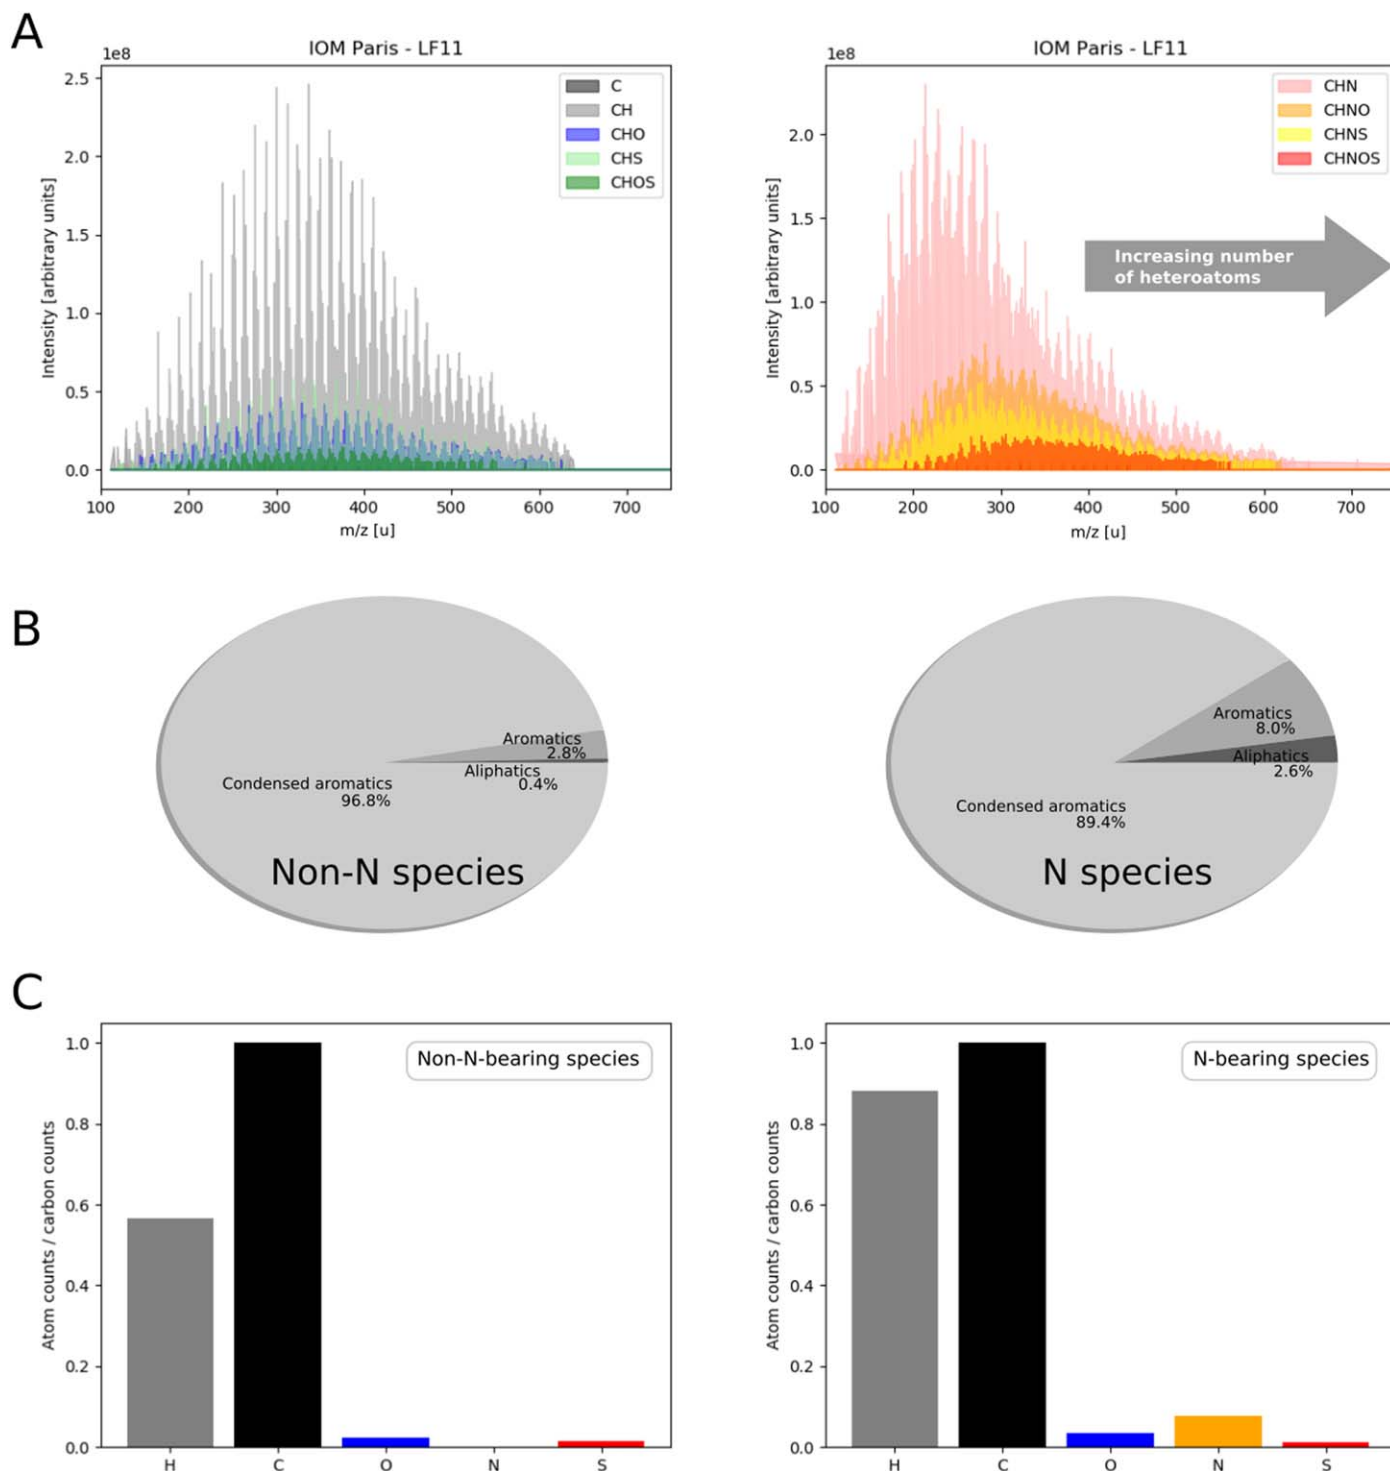 A
IOM Paris - LF11
1e8
2.5
2.0
1.5
1.0
0.5
0.0
Intensity [arbitrary units]
C
CH
CHO
CHS
CHOS
100 200 300 400 500 600 700
m/z [u]
IOM Paris - LF11
1e8
2.0
1.5
1.0
0.5
0.0
Intensity [arbitrary units]
CHN
CHNO
CHNS
CHNOS
Increasing number
of heteroatoms
100 200 300 400 500 600 700
m/z [u]
B
Aromatics
2.8%
Aliphatics
0.4%
Condensed aromatics
96.8%
Non-N species
Aromatics
8.0%
Aliphatics
2.6%
Condensed aromatics
89.4%
N species
C
1.0
0.8
0.6
0.4
0.2
0.0
Atom counts / carbon counts
Non-N-bearing species
H C O N S
1.0
0.8
0.6
0.4
0.2
0.0
Atom counts / carbon counts
N-bearing species
H C O N S